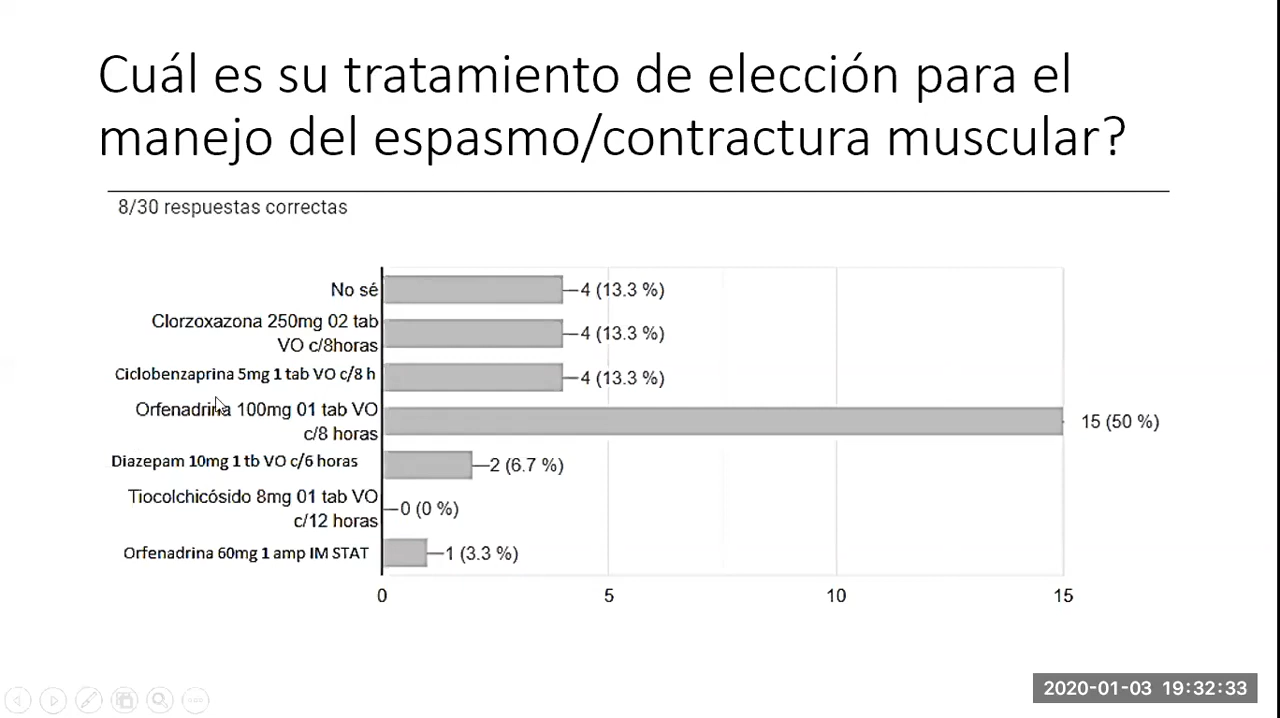 Cuál es su tratamiento de elección para el
manejo del espasmo/contractura muscular?
8/30 respuestas correctas
No sé
4 (13.3 %)
Clorzoxazona 250mg 02 tab
VO c/8horas
4 (13.3 %)
Ciclobenzaprina 5mg 1 tab VO c/8 h
4 (13.3 %)
Orfenadrina 100mg 01 tab VO
c/8 horas
15 (50 %)
Diazepam 10mg 1 tb VO c/6 horas
2 (6.7 %)
Tiocolchicósido 8mg 01 tab VO
c/12 horas
0 (0 %)
Orfenadrina 60mg 1 amp IM STAT
1 (3.3 %)
0 5 10 15
2020-01-03 19:32:33